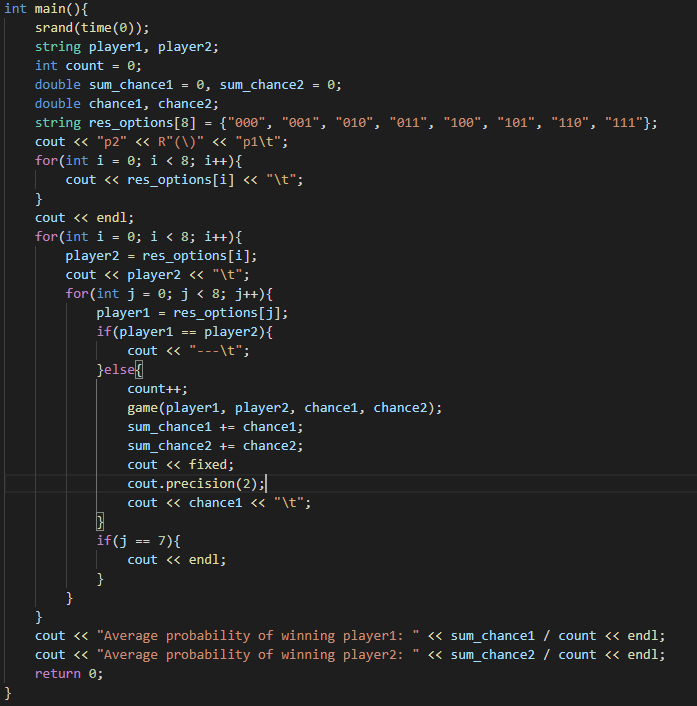 int main(){
    srand(time(0));
    string player1, player2;
    int count = 0;
    double sum_chance1 = 0, sum_chance2 = 0;
    double chance1, chance2;
    string res_options[8] = {"000", "001", "010", "011", "100", "101", "110", "111"};
    cout << "p2" << R"(\)" << "p1\t";
    for(int i = 0; i < 8; i++){
        cout << res_options[i] << "\t";
    }
    cout << endl;
    for(int i = 0; i < 8; i++){
        player2 = res_options[i];
        cout << player2 << "\t";
        for(int j = 0; j < 8; j++){
            player1 = res_options[j];
            if(player1 == player2){
                cout << "---\t";
            }else{
                count++;
                game(player1, player2, chance1, chance2);
                sum_chance1 += chance1;
                sum_chance2 += chance2;
                cout << fixed;
                cout.precision(2);
                cout << chance1 << "\t";
            }
            if(j == 7){
                cout << endl;
            }
        }
    }
    cout << "Average probability of winning player1: " << sum_chance1 / count << endl;
    cout << "Average probability of winning player2: " << sum_chance2 / count << endl;
    return 0;
}